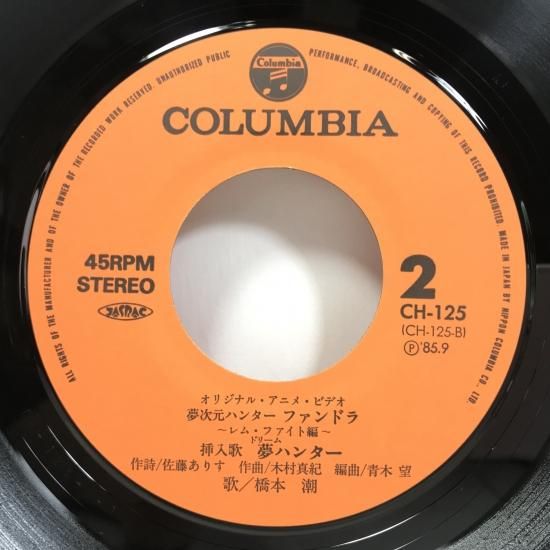 ALL RIGHTS OF THE MANUFACTURER AND OF THE OWNER OF THE RECORDED WORK RESERVED. UNAUTHORIZED PUBLIC PERFORMANCE, BROADCASTING AND COPYING OF THIS RECORD PROHIBITED. MADE IN JAPAN BY NIPPON COLUMBIA CO., LTD.
Columbia
COLUMBIA
45RPM
STEREO
JASRAC
2
CH-125
(CH-125-B)
Ⓟ'85.9
オリジナル・アニメ・ビデオ
夢次元ハンター ファンドラ
〜レム・ファイト編〜
ドリーム
挿入歌 夢ハンター
作詩/佐藤ありす 作曲/木村真紀 編曲/青木 望
歌/橋本 潮